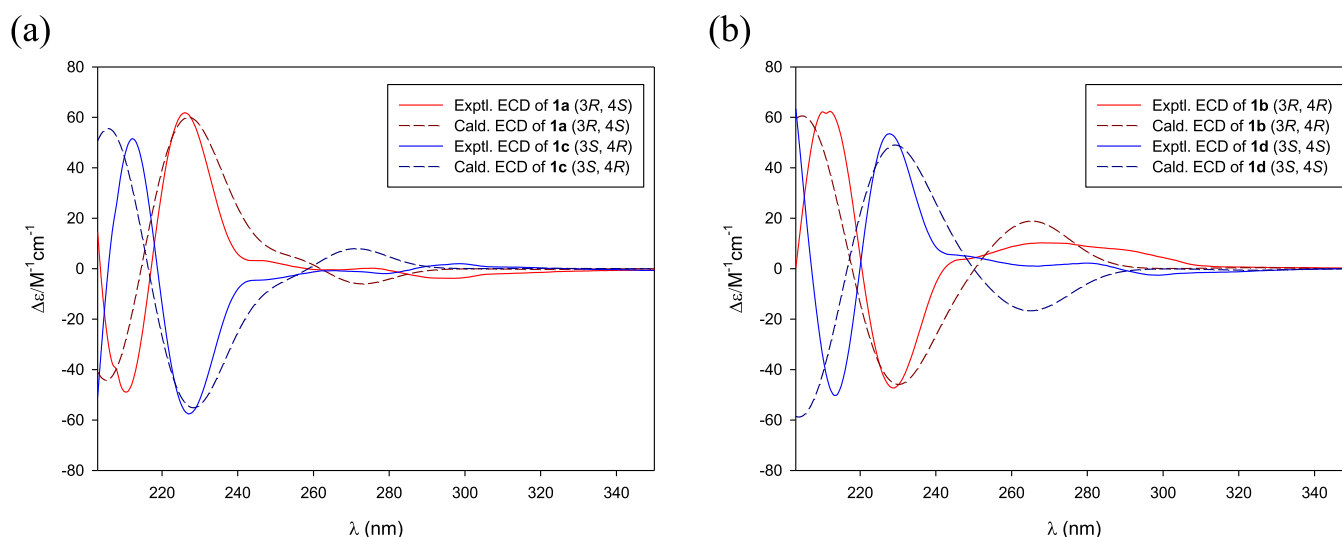 (a)
80
60
40
20
0
-20
-40
-60
-80
Δε/M⁻¹cm⁻¹
Exptl. ECD of 1a (3R, 4S)
Cald. ECD of 1a (3R, 4S)
Exptl. ECD of 1c (3S, 4R)
Cald. ECD of 1c (3S, 4R)
220 240 260 280 300 320 340
λ (nm)
(b)
80
60
40
20
0
-20
-40
-60
-80
Δε/M⁻¹cm⁻¹
Exptl. ECD of 1b (3R, 4R)
Cald. ECD of 1b (3R, 4R)
Exptl. ECD of 1d (3S, 4S)
Cald. ECD of 1d (3S, 4S)
220 240 260 280 300 320 340
λ (nm)